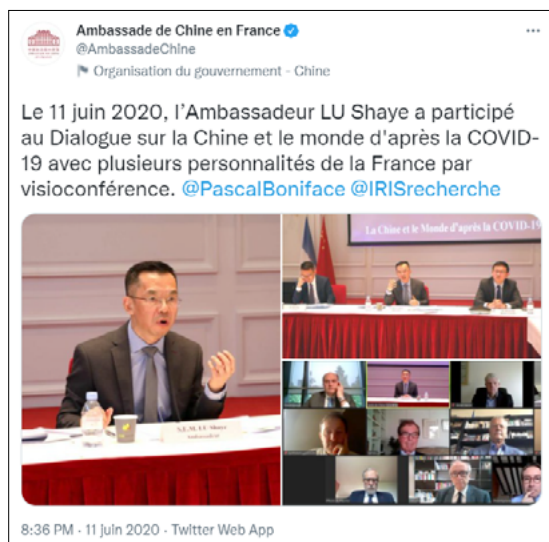 Ambassade de Chine en France
@AmbassadeChine
Organisation du gouvernement - Chine
Le 11 juin 2020, l'Ambassadeur LU Shaye a participé
au Dialogue sur la Chine et le monde d'après la COVID-
19 avec plusieurs personnalités de la France par
visioconférence. @PascalBoniface @IRISrecherche
La Chine et le Monde d'après la COVID-19
S.E.M. LU Shaye
Ambassadeur
8:36 PM · 11 juin 2020 · Twitter Web App